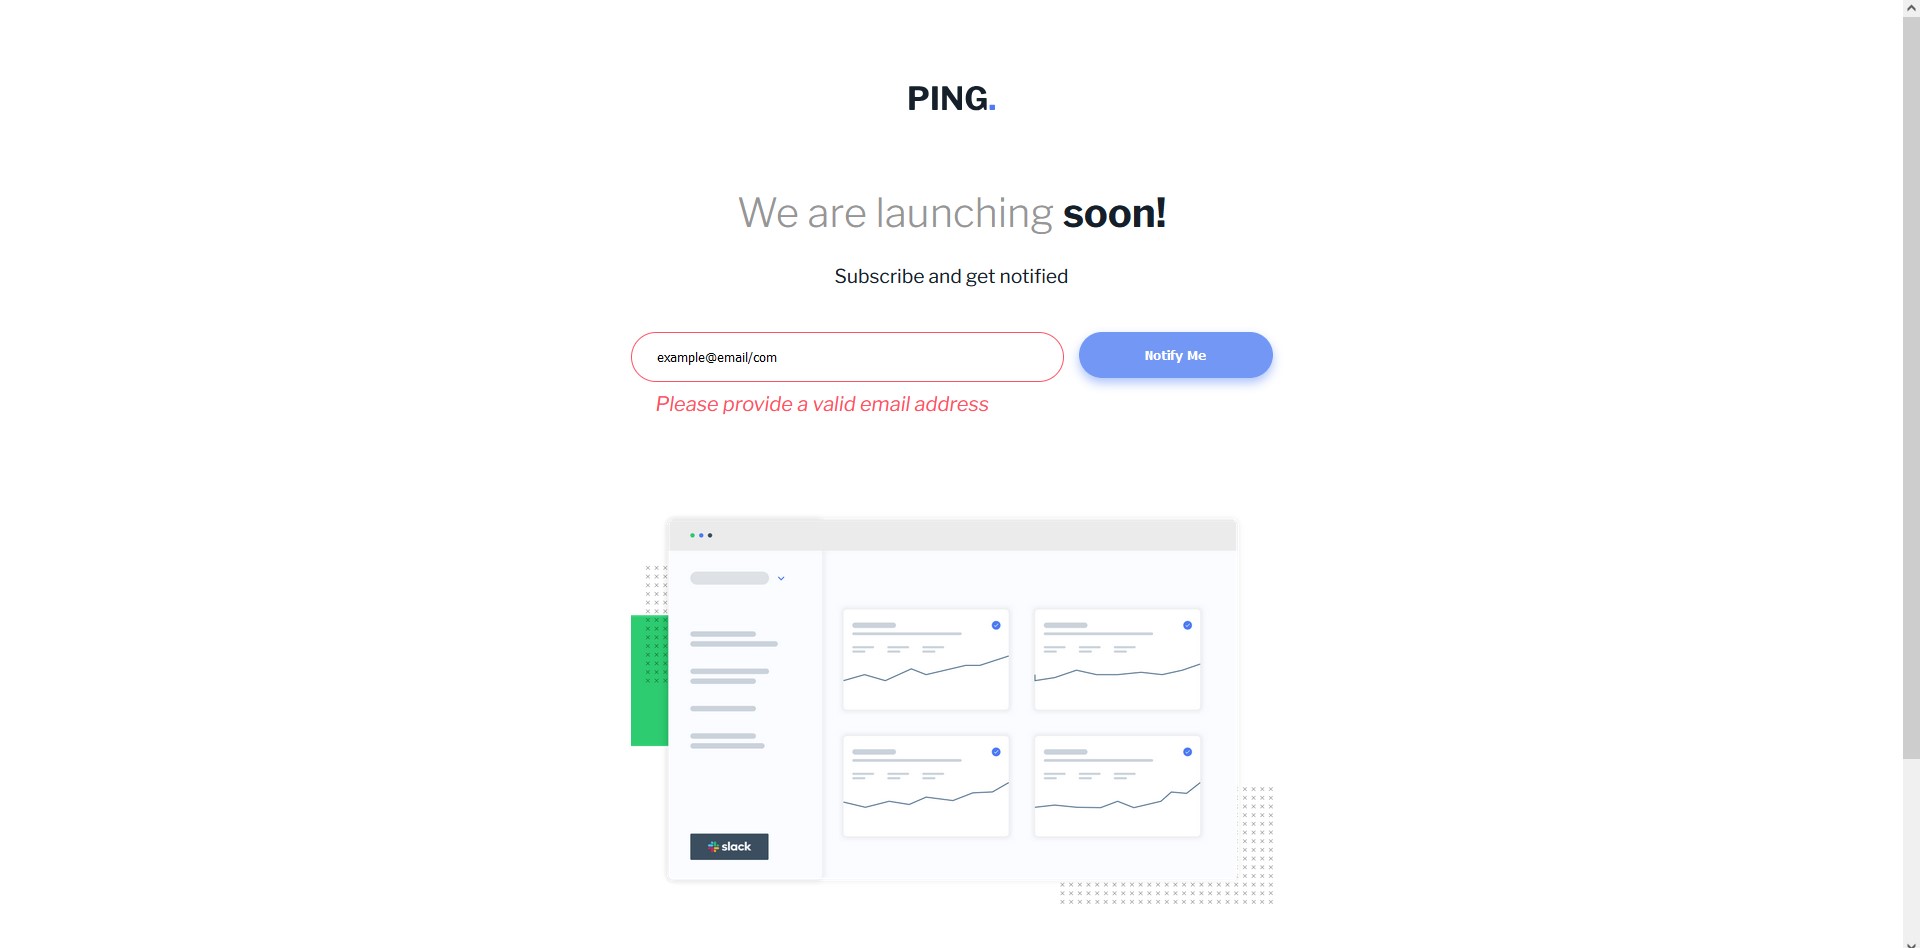 PING.
We are launching soon!
Subscribe and get notified
example@email/com
Notify Me
Please provide a valid email address
slack